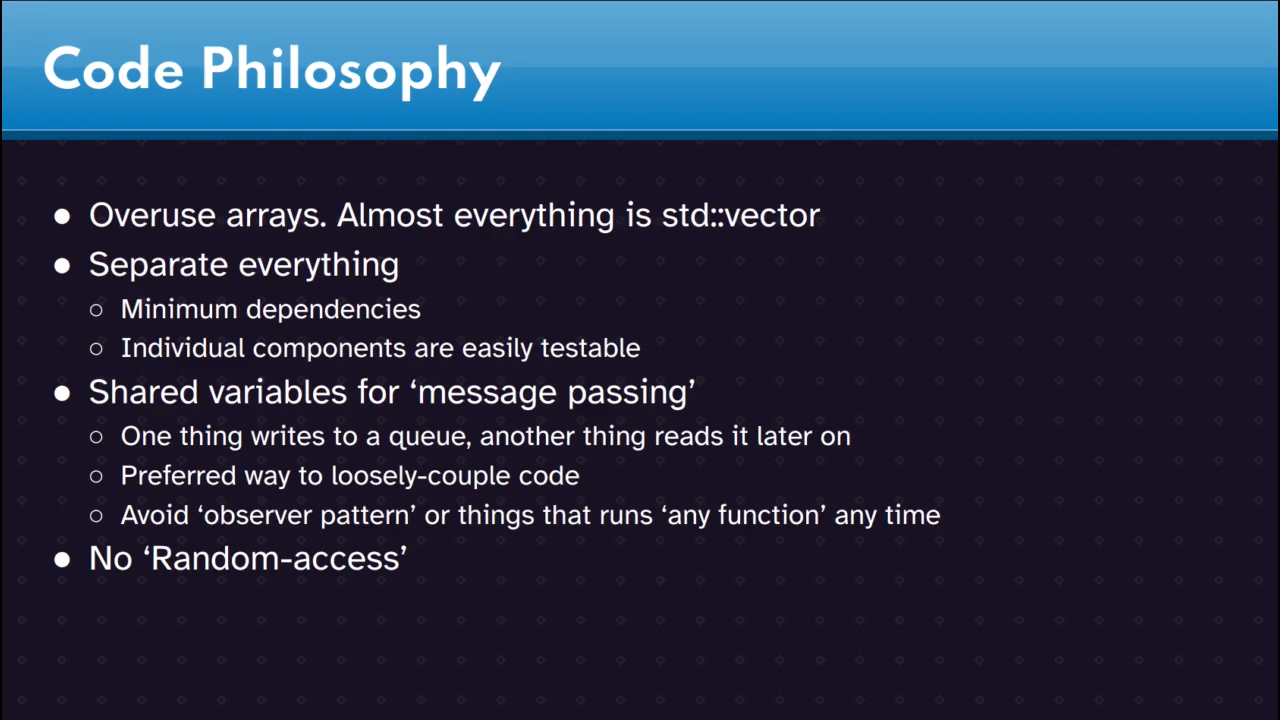 Code Philosophy
● Overuse arrays. Almost everything is std::vector
● Separate everything
○ Minimum dependencies
○ Individual components are easily testable
● Shared variables for ‘message passing’
○ One thing writes to a queue, another thing reads it later on
○ Preferred way to loosely-couple code
○ Avoid ‘observer pattern’ or things that runs ‘any function’ any time
● No ‘Random-access’